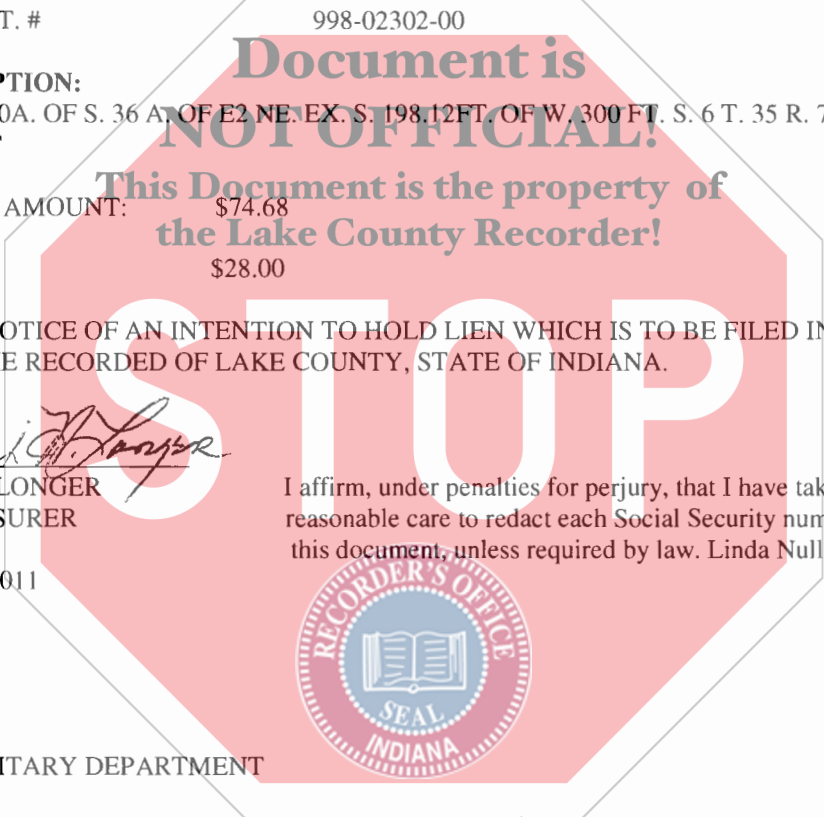 T. # 998-02302-00
Document is
PTION:
0A. OF S. 36 A. OF E2 NE. EX. S. 198.12FT. OF W. 300 FT. S. 6 T. 35 R. 7
NOT OFFICIAL!
This Document is the property of
AMOUNT: $74.68
the Lake County Recorder!
$28.00
STOP
OTICE OF AN INTENTION TO HOLD LIEN WHICH IS TO BE FILED IN
E RECORDED OF LAKE COUNTY, STATE OF INDIANA.
LONGER
SURER
I affirm, under penalties for perjury, that I have tak
reasonable care to redact each Social Security num
this document, unless required by law. Linda Null
011
RECORDER'S OFFICE
SEAL
INDIANA
ITARY DEPARTMENT